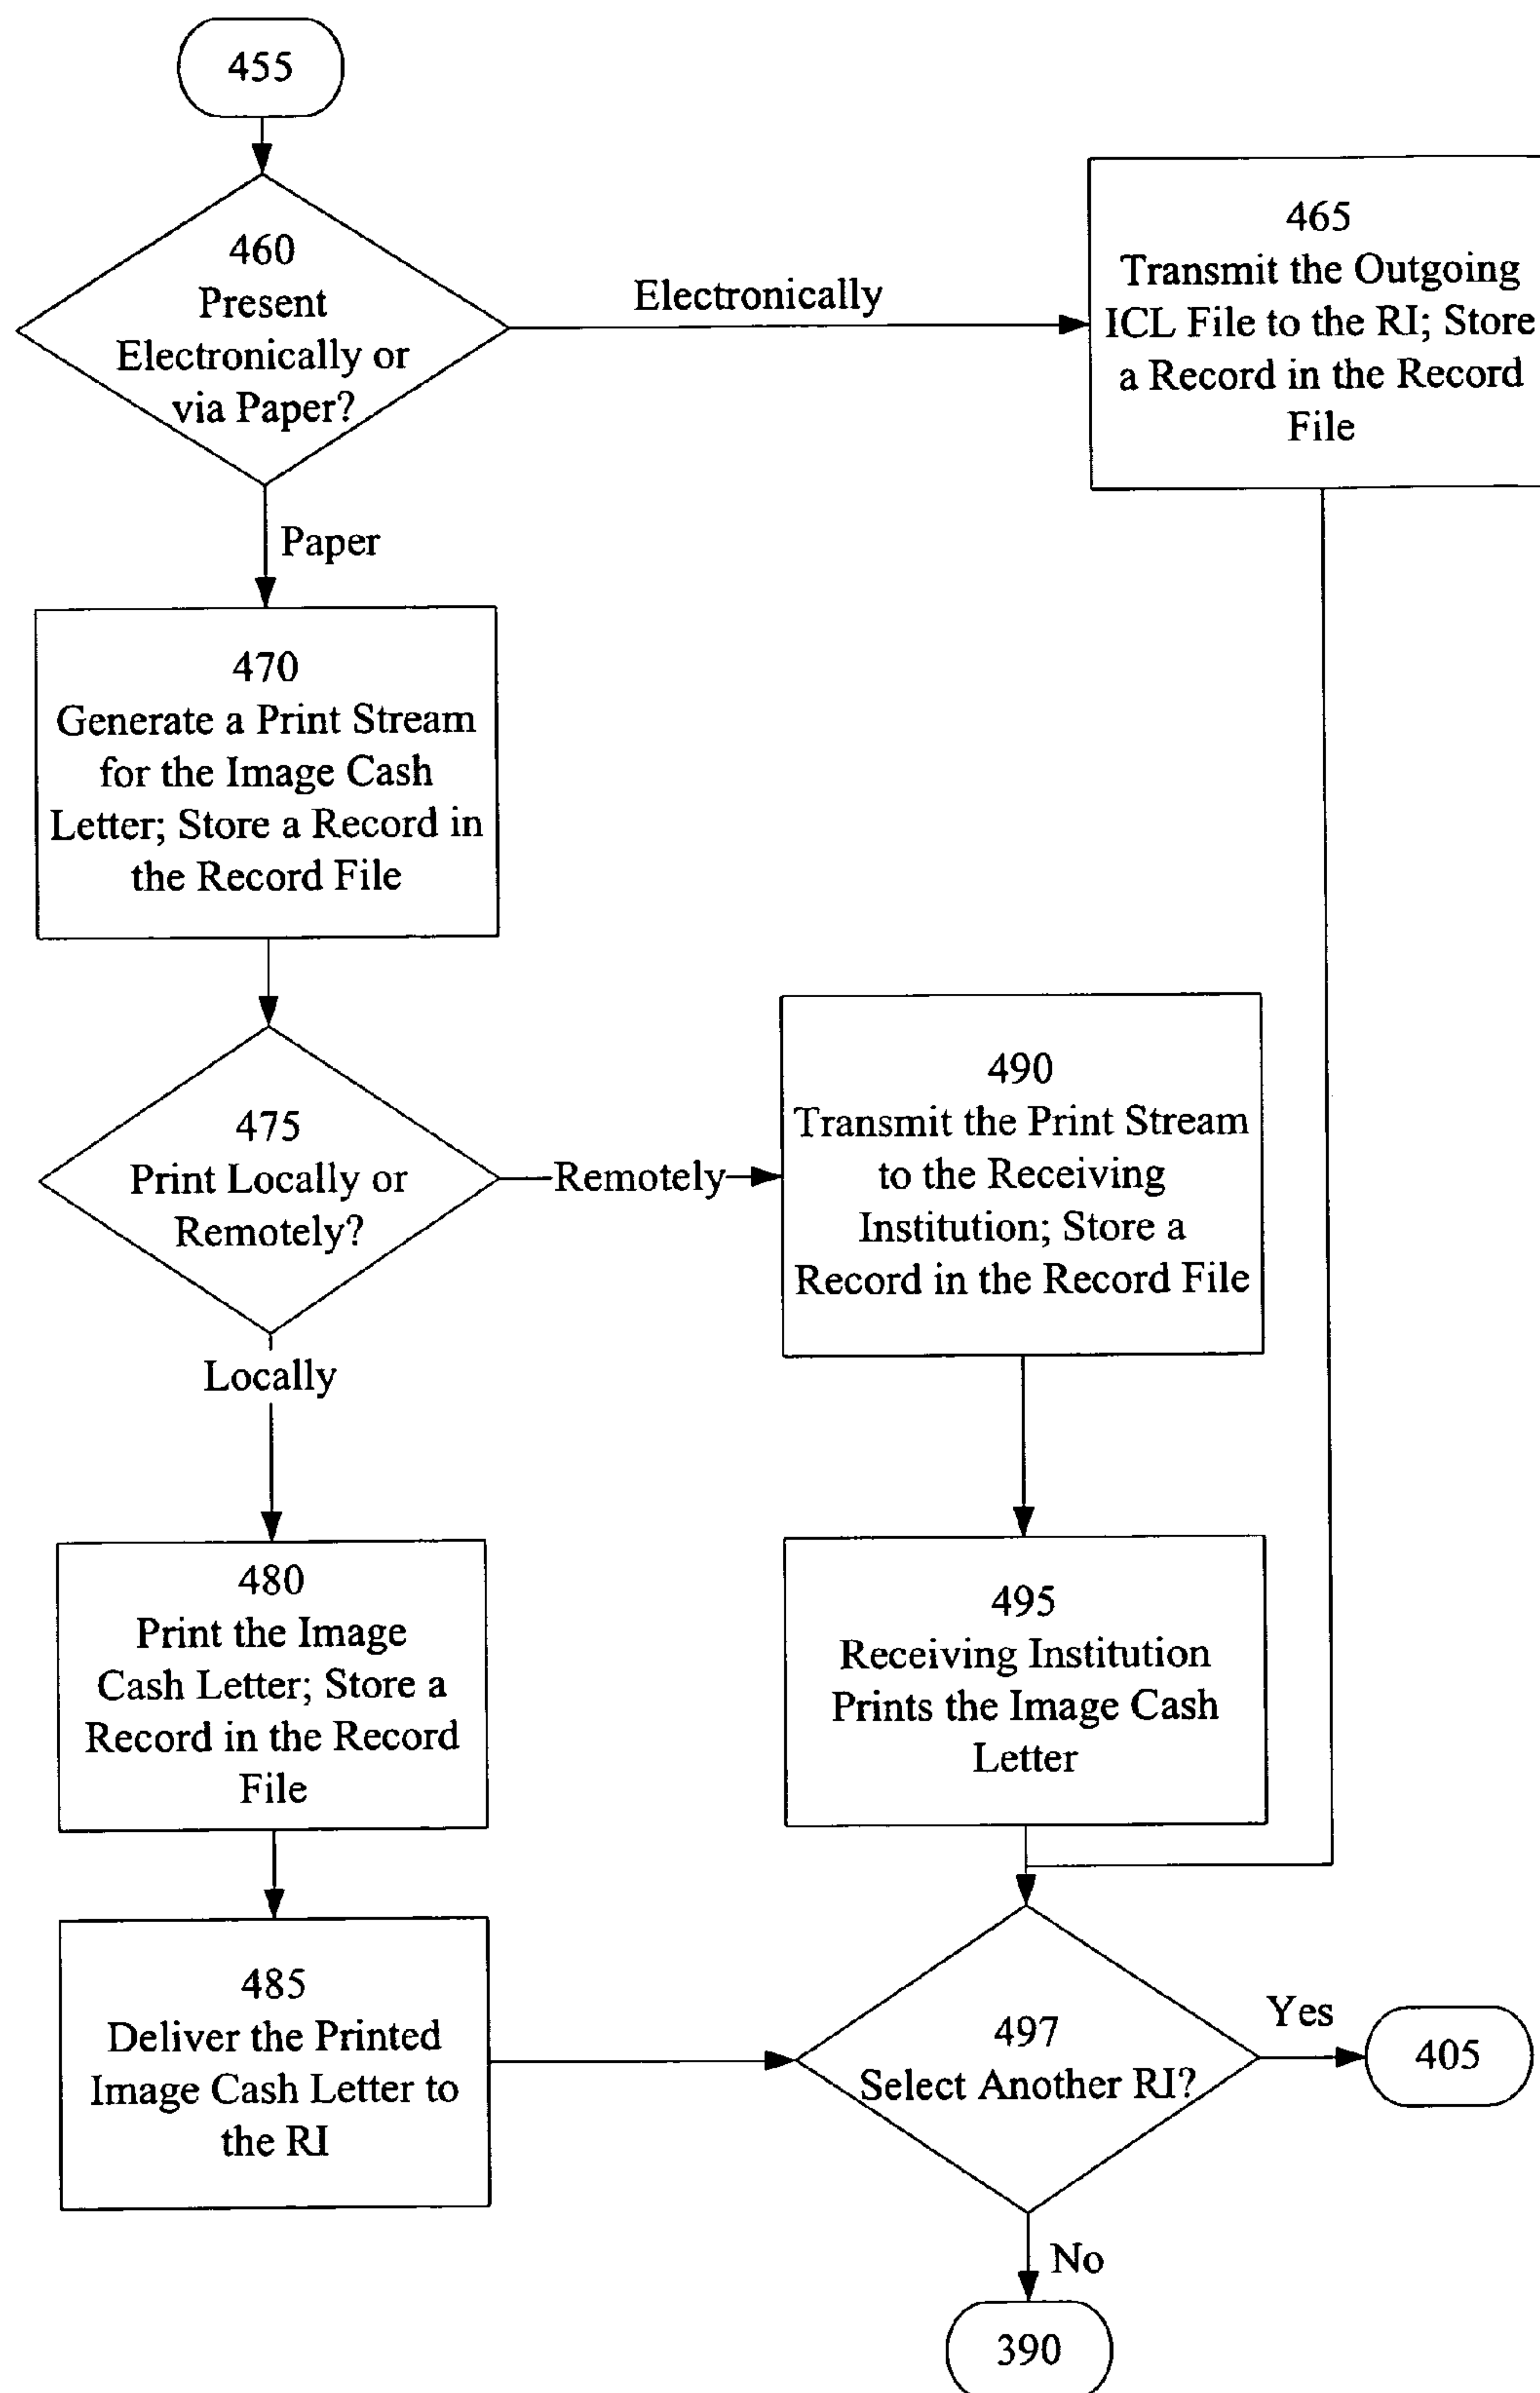 455
460
Present
Electronically or
via Paper?
Electronically
465
Transmit the Outgoing
ICL File to the RI; Store
a Record in the Record
File
Paper
470
Generate a Print Stream
for the Image Cash
Letter; Store a Record in
the Record File
475
Print Locally or
Remotely?
Remotely
490
Transmit the Print Stream
to the Receiving
Institution; Store a
Record in the Record File
Locally
480
Print the Image
Cash Letter; Store a
Record in the Record
File
495
Receiving Institution
Prints the Image Cash
Letter
485
Deliver the Printed
Image Cash Letter to
the RI
497
Select Another RI?
Yes
405
No
390